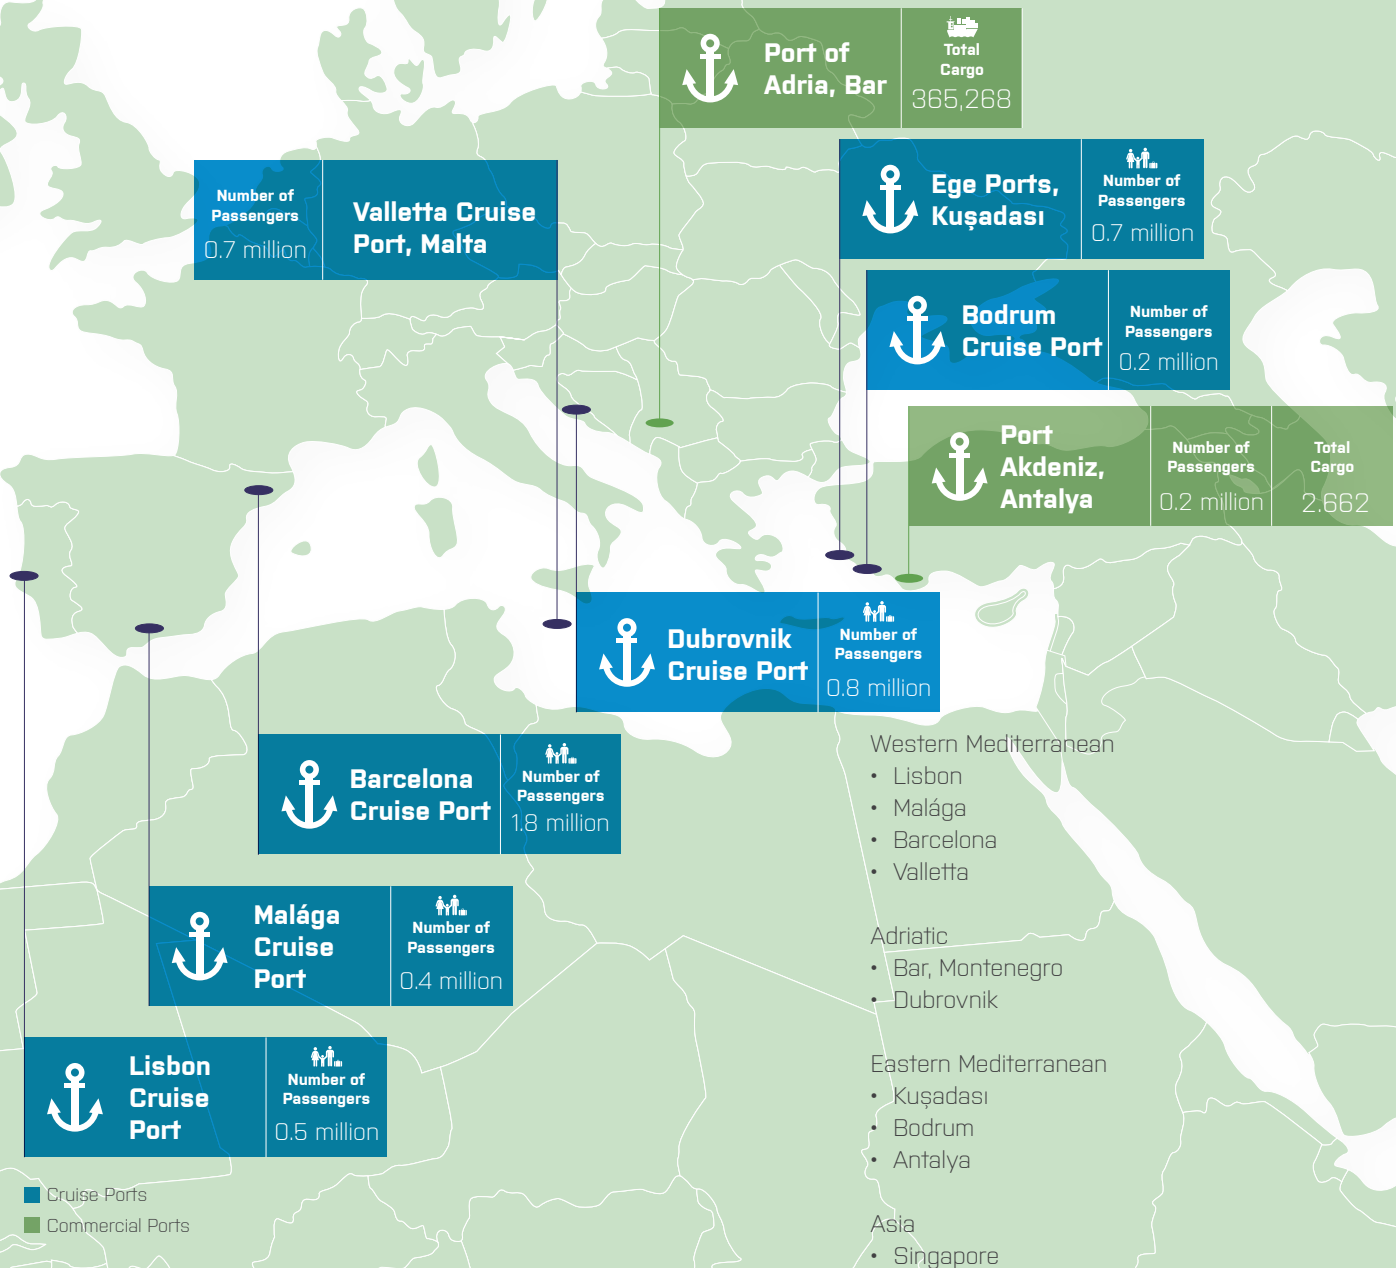 Port of
Adria, Bar
Total
Cargo
365,268
Ege Ports,
Kuşadası
Number of
Passengers
0.7 million
Number of
Passengers
0.7 million
Valletta Cruise
Port, Malta
Bodrum
Cruise Port
Number of
Passengers
0.2 million
Port
Akdeniz,
Antalya
Number of
Passengers
0.2 million
Total
Cargo
2.662
Dubrovnik
Cruise Port
Number of
Passengers
0.8 million
Barcelona
Cruise Port
Number of
Passengers
1.8 million
Malága
Cruise
Port
Number of
Passengers
0.4 million
Lisbon
Cruise
Port
Number of
Passengers
0.5 million
Cruise Ports
Commercial Ports
Western Mediterranean
• Lisbon
• Malága
• Barcelona
• Valletta
Adriatic
• Bar, Montenegro
• Dubrovnik
Eastern Mediterranean
• Kuşadası
• Bodrum
• Antalya
Asia
• Singapore